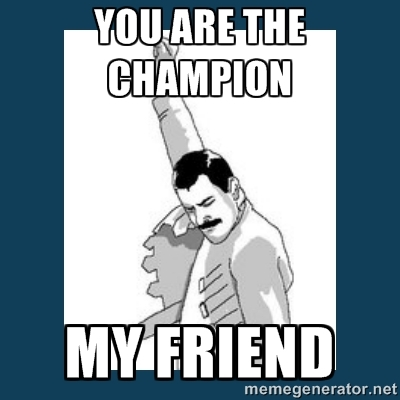 YOU ARE THE
CHAMPION
MY FRIEND
memegenerator.net